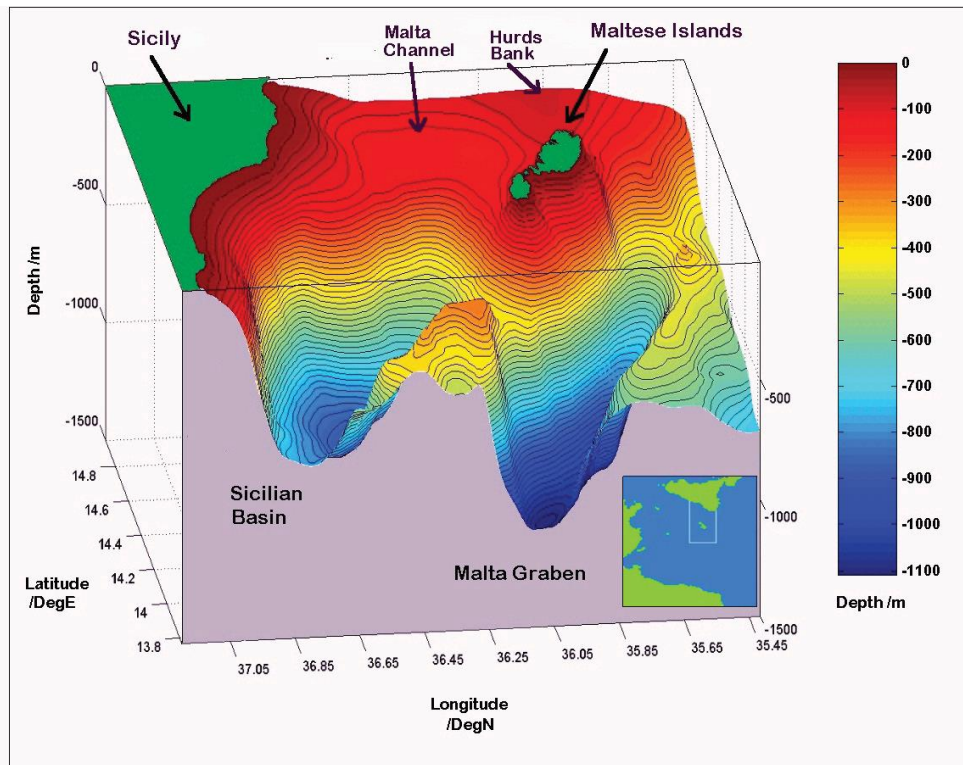 Sicily
Malta
Channel
Hurds
Bank
Maltese Islands
0
-500
-1000
-1500
Depth /m
14.8
14.6
14.4
14.2
14
13.8
Latitude
/DegE
37.05
36.85
36.65
36.45
36.25
36.05
35.85
35.65
35.45
Longitude
/DegN
-500
-1000
-1500
Sicilian
Basin
Malta Graben
0
-100
-200
-300
-400
-500
-600
-700
-800
-900
-1000
-1100
Depth /m